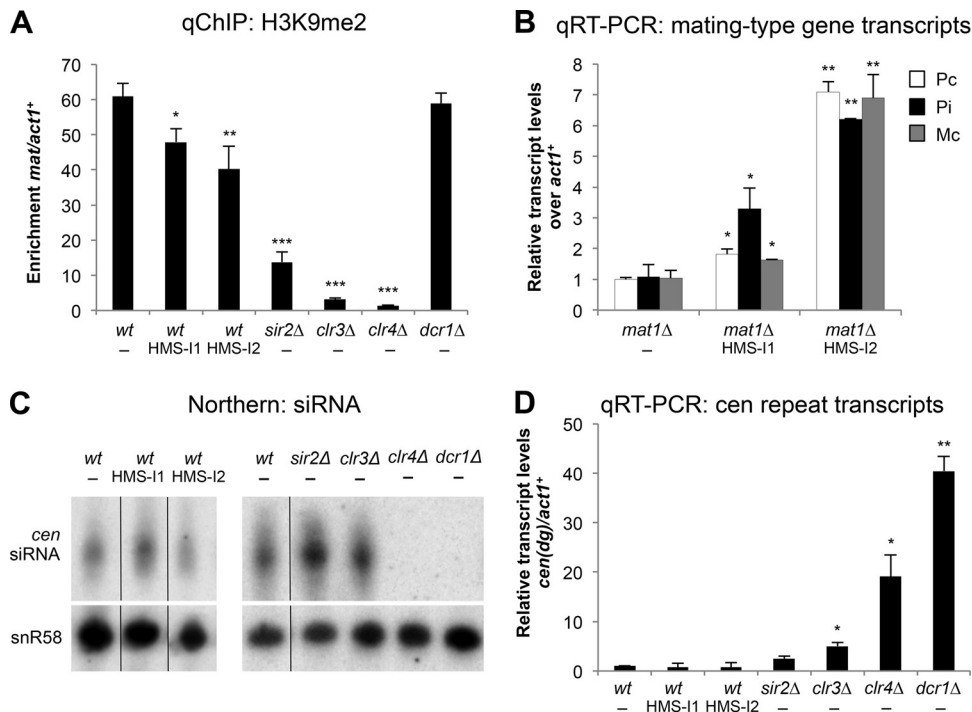 A qChIP: H3K9me2
Enrichment mat/act1+
70
60
50
40
30
20
10
0
* ** *** *** ***
wt wt wt sir2Δ clr3Δ clr4Δ dcr1Δ
– HMS-I1 HMS-I2 – – – –
B qRT-PCR: mating-type gene transcripts
Relative transcript levels
over act1+
8
7
6
5
4
3
2
1
0
* * * ** ** **
Pc
Pi
Mc
mat1Δ mat1Δ mat1Δ
– HMS-I1 HMS-I2
C Northern: siRNA
wt wt wt wt sir2Δ clr3Δ clr4Δ dcr1Δ
– HMS-I1 HMS-I2 – – – – –
cen
siRNA
snR58
D qRT-PCR: cen repeat transcripts
Relative transcript levels
cen(dg)/act1+
50
40
30
20
10
0
* * **
wt wt wt sir2Δ clr3Δ clr4Δ dcr1Δ
– HMS-I1 HMS-I2 – – – –